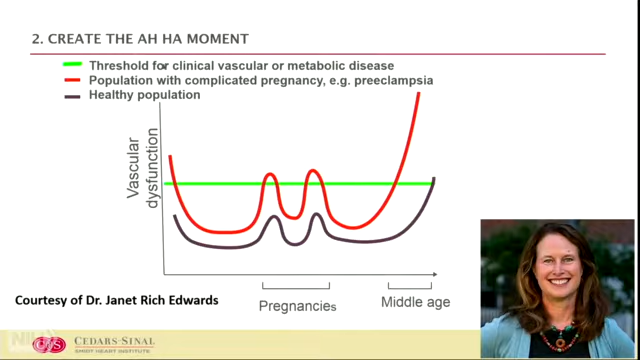 2. CREATE THE AH HA MOMENT
Threshold for clinical vascular or metabolic disease
Population with complicated pregnancy, e.g. preeclampsia
Healthy population
Vascular
dysfunction
Courtesy of Dr. Janet Rich Edwards
Pregnancies
Middle age
NIH
CEDARS-SINAI
SMIDT HEART INSTITUTE